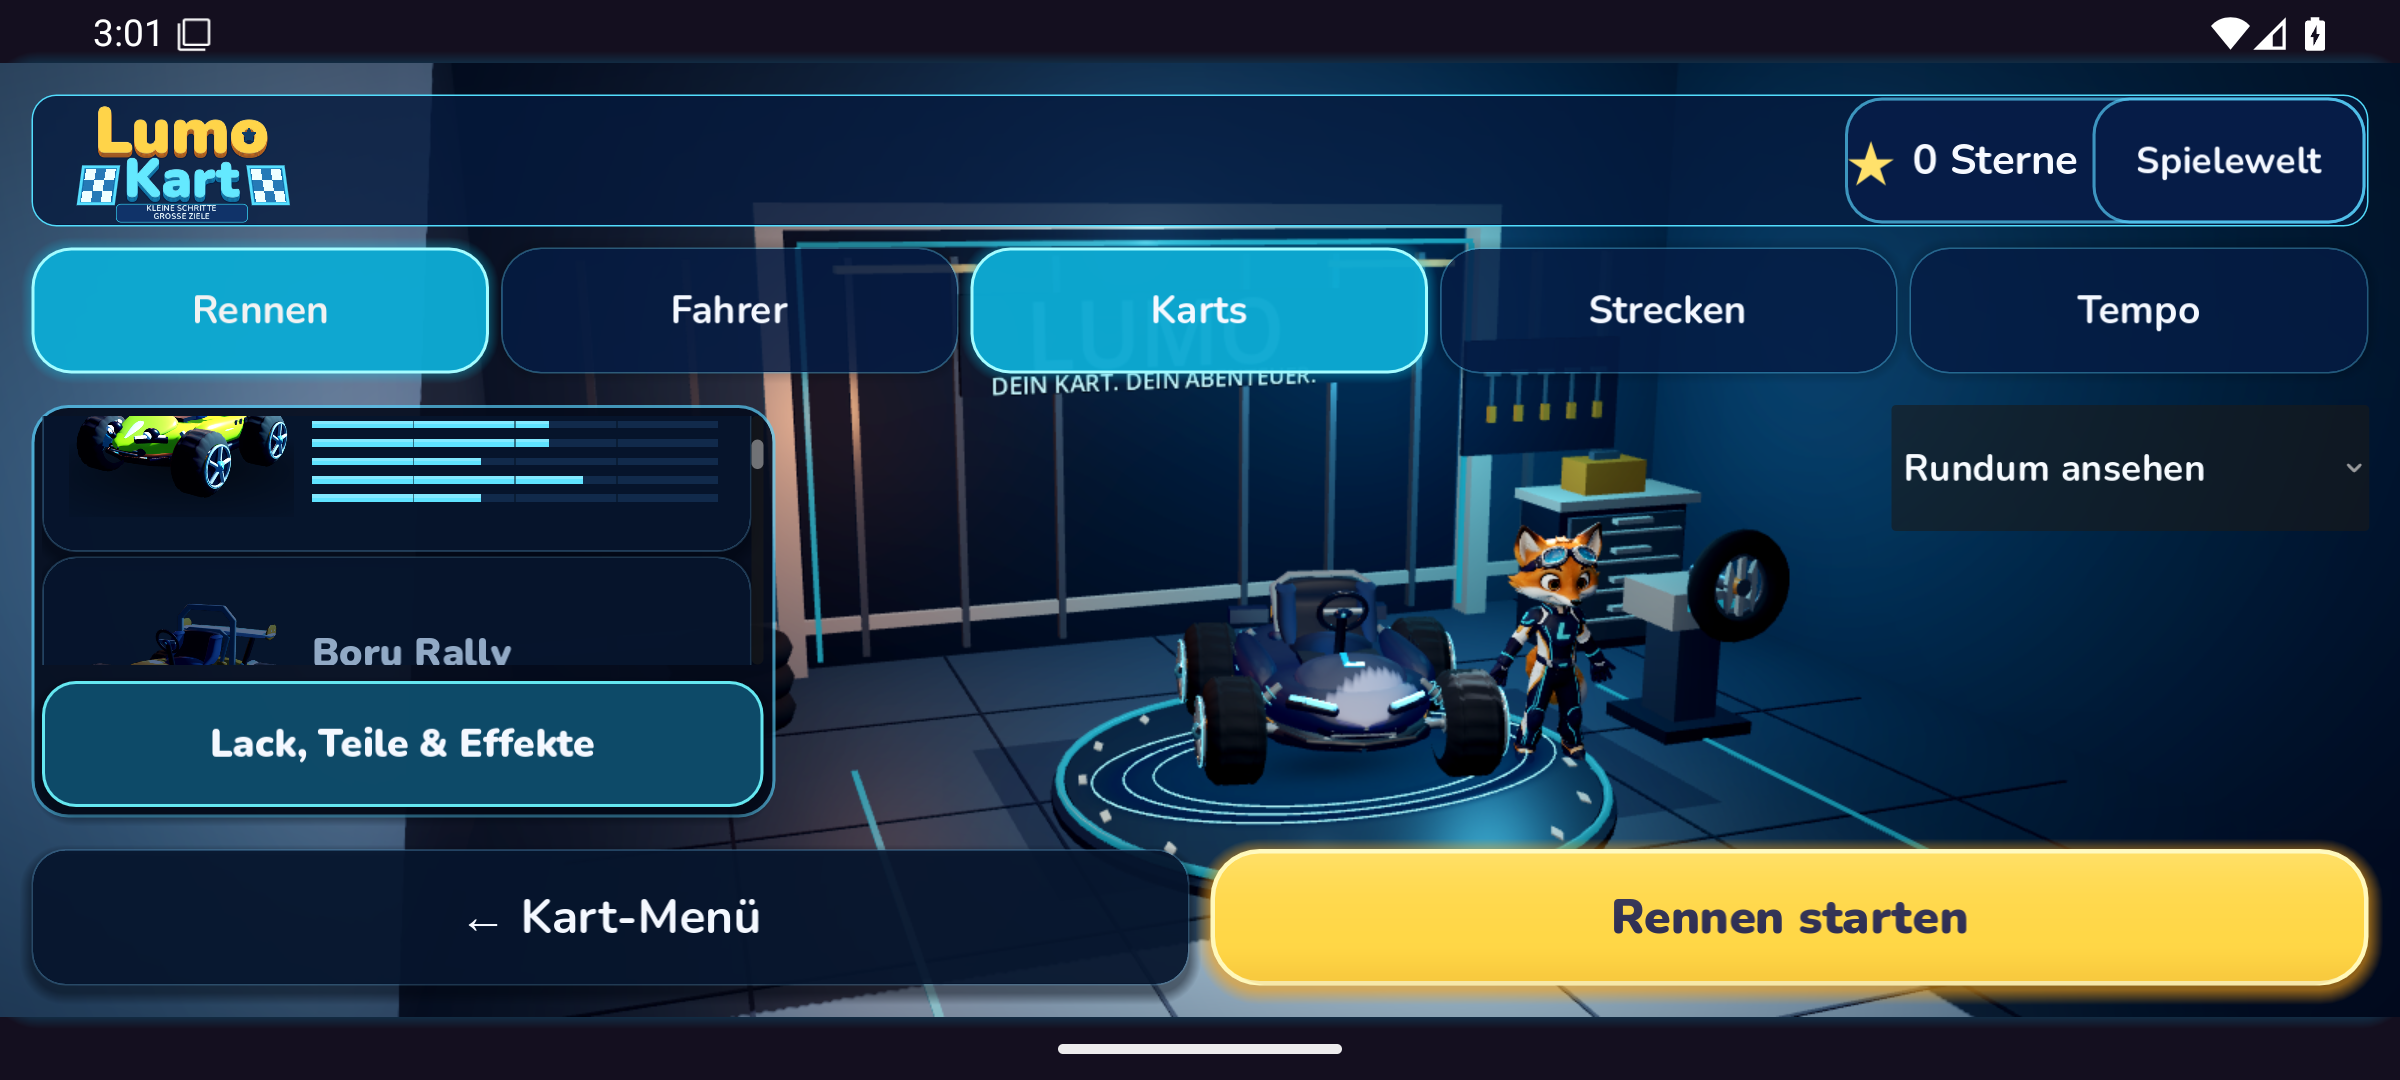 3:01
Lumo
Kart
KLEINE SCHRITTE
GROSSE ZIELE
0 Sterne
Spielewelt
Rennen
Fahrer
Karts
Strecken
Tempo
LUMO
DEIN KART. DEIN ABENTEUER.
Rundum ansehen
Boru Rally
L
L
Lack, Teile & Effekte
← Kart-Menü
Rennen starten